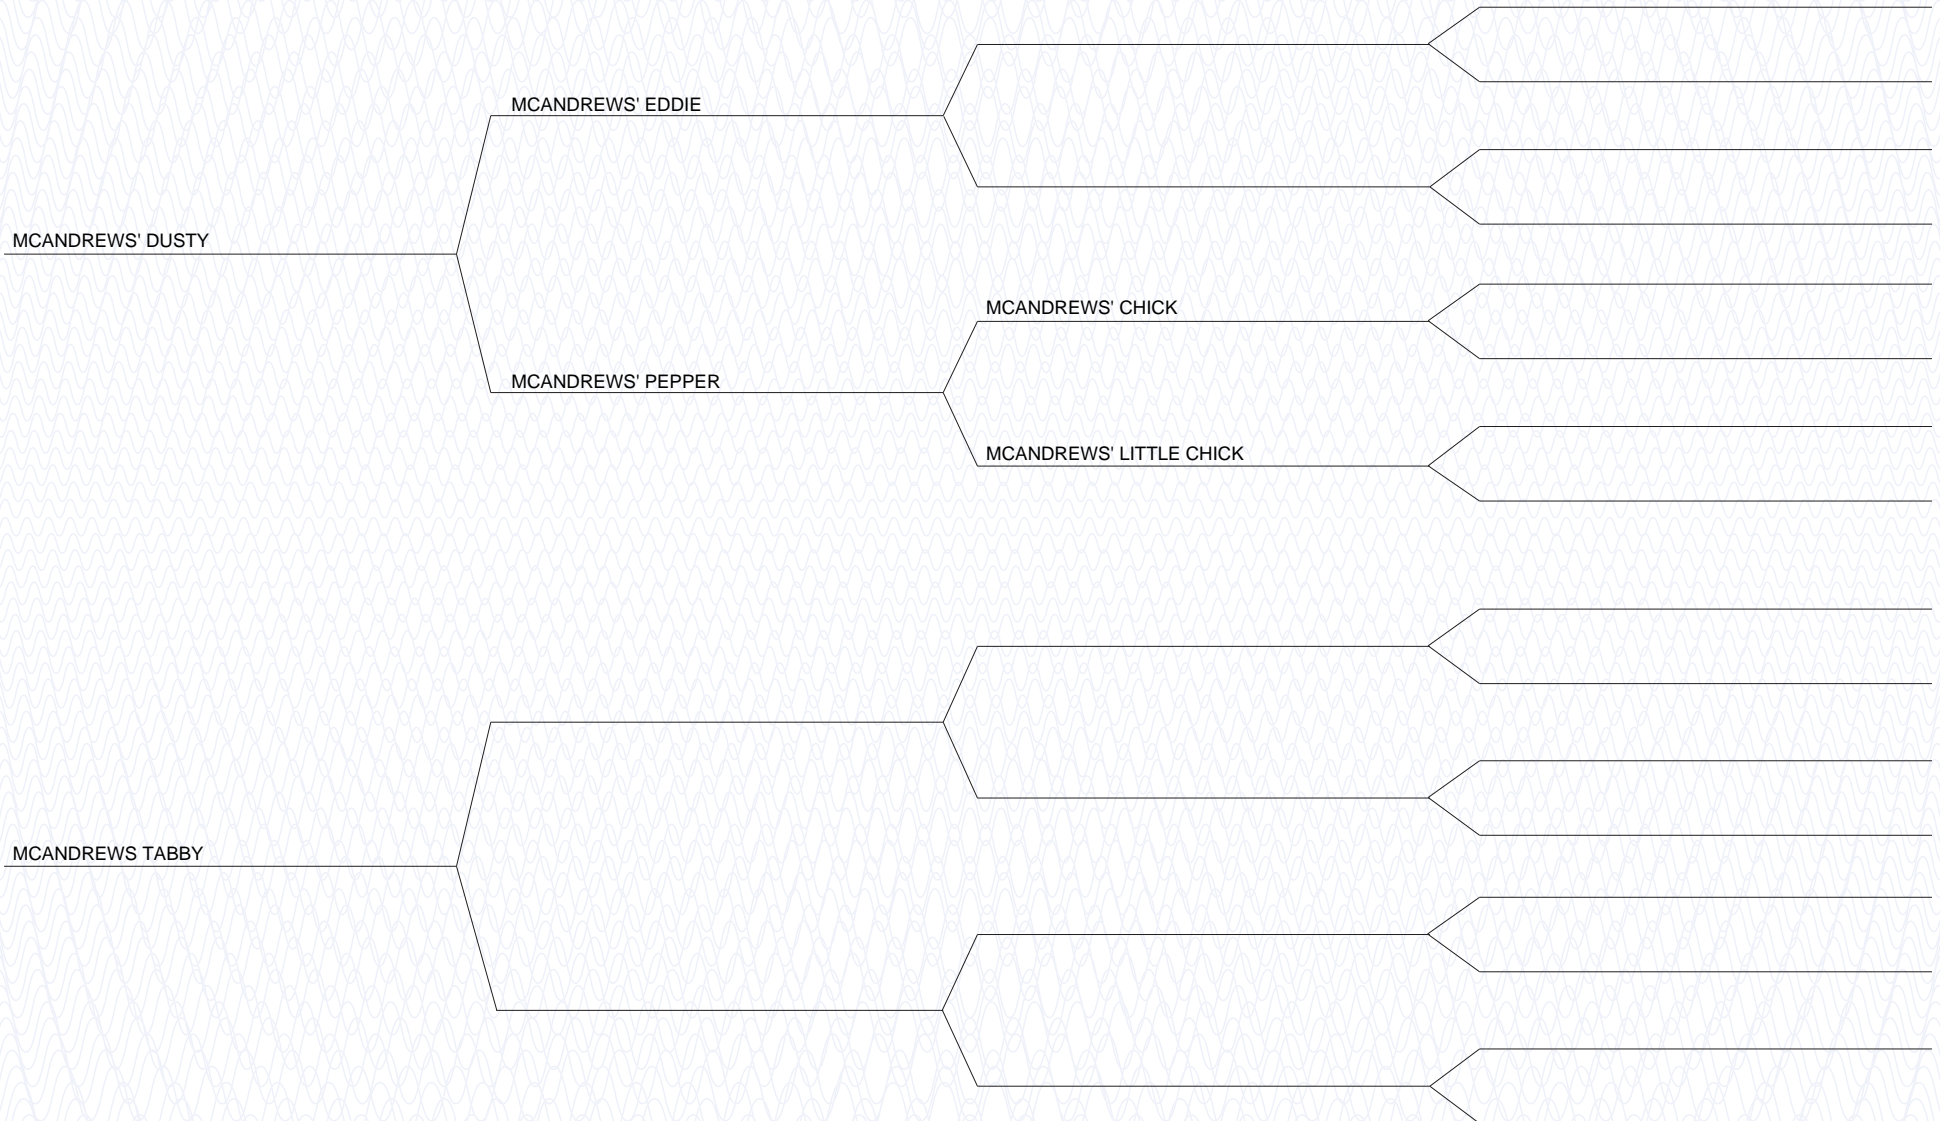 MCANDREWS' EDDIE
MCANDREWS' DUSTY
MCANDREWS' CHICK
MCANDREWS' PEPPER
MCANDREWS' LITTLE CHICK
MCANDREWS TABBY